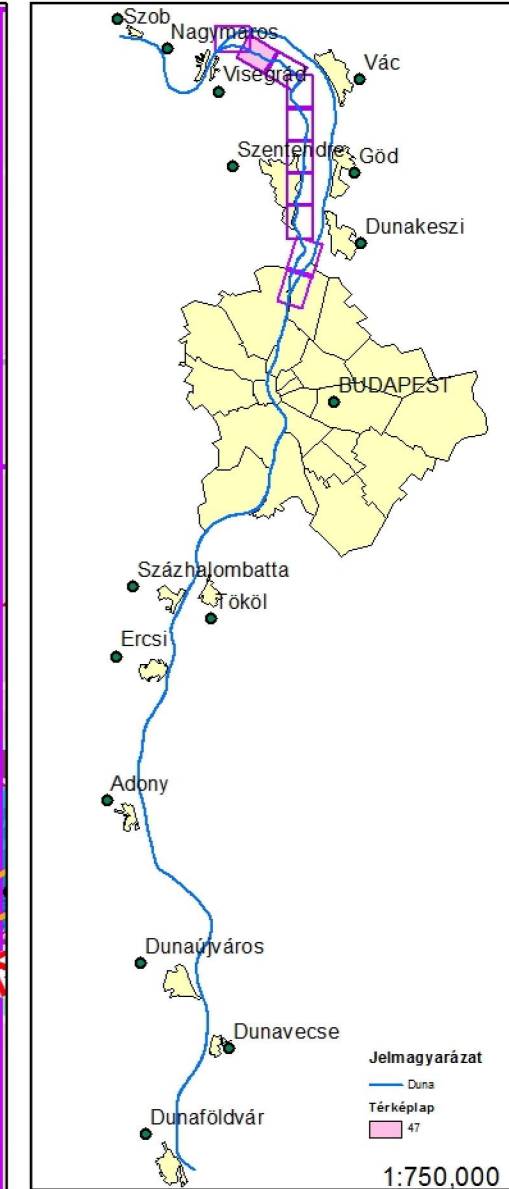 Szob
Nagymaros
Visegrád
Vác
Szentendre
Göd
Dunakeszi
BUDAPEST
Százhalombatta
Tököl
Ercsi
Adony
Dunaújváros
Dunavecse
Dunaföldvár
Jelmagyarázat
Duna
Térképlap
47
1:750,000